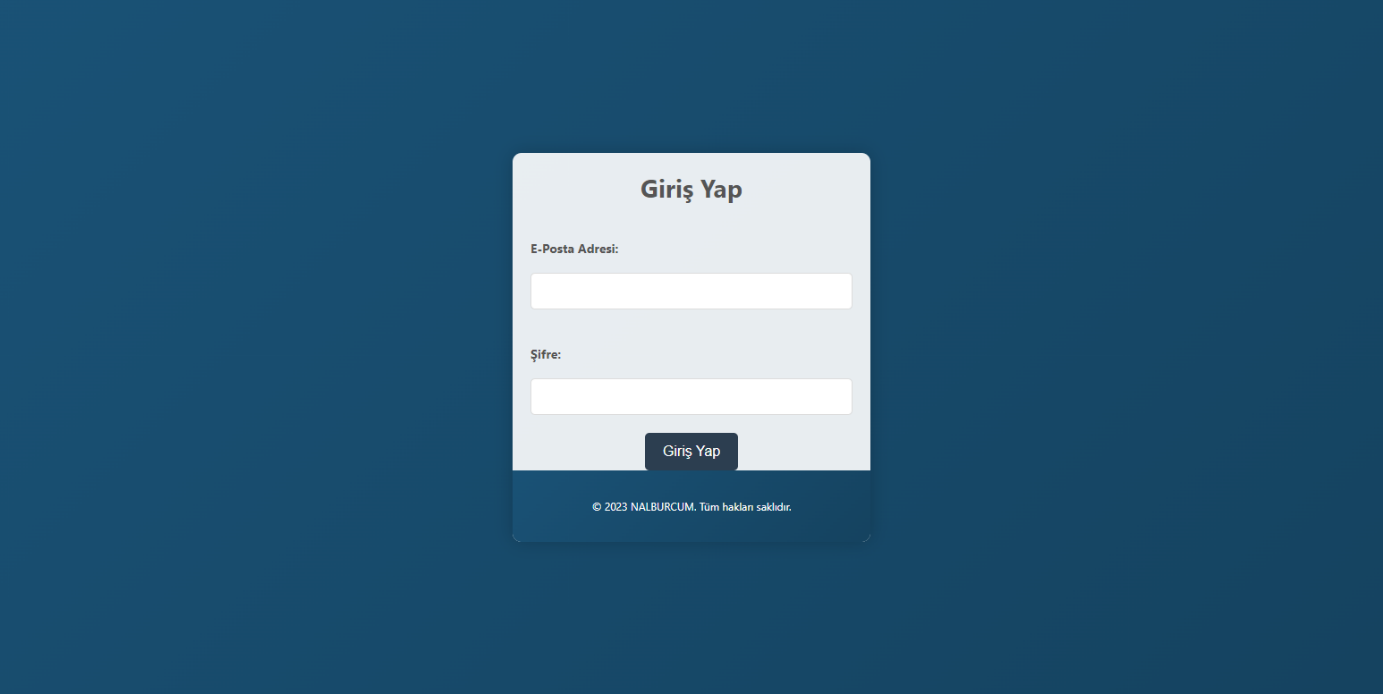 Giriş Yap
E-Posta Adresi:
Şifre:
Giriş Yap
© 2023 NALBURCUM. Tüm hakları saklıdır.